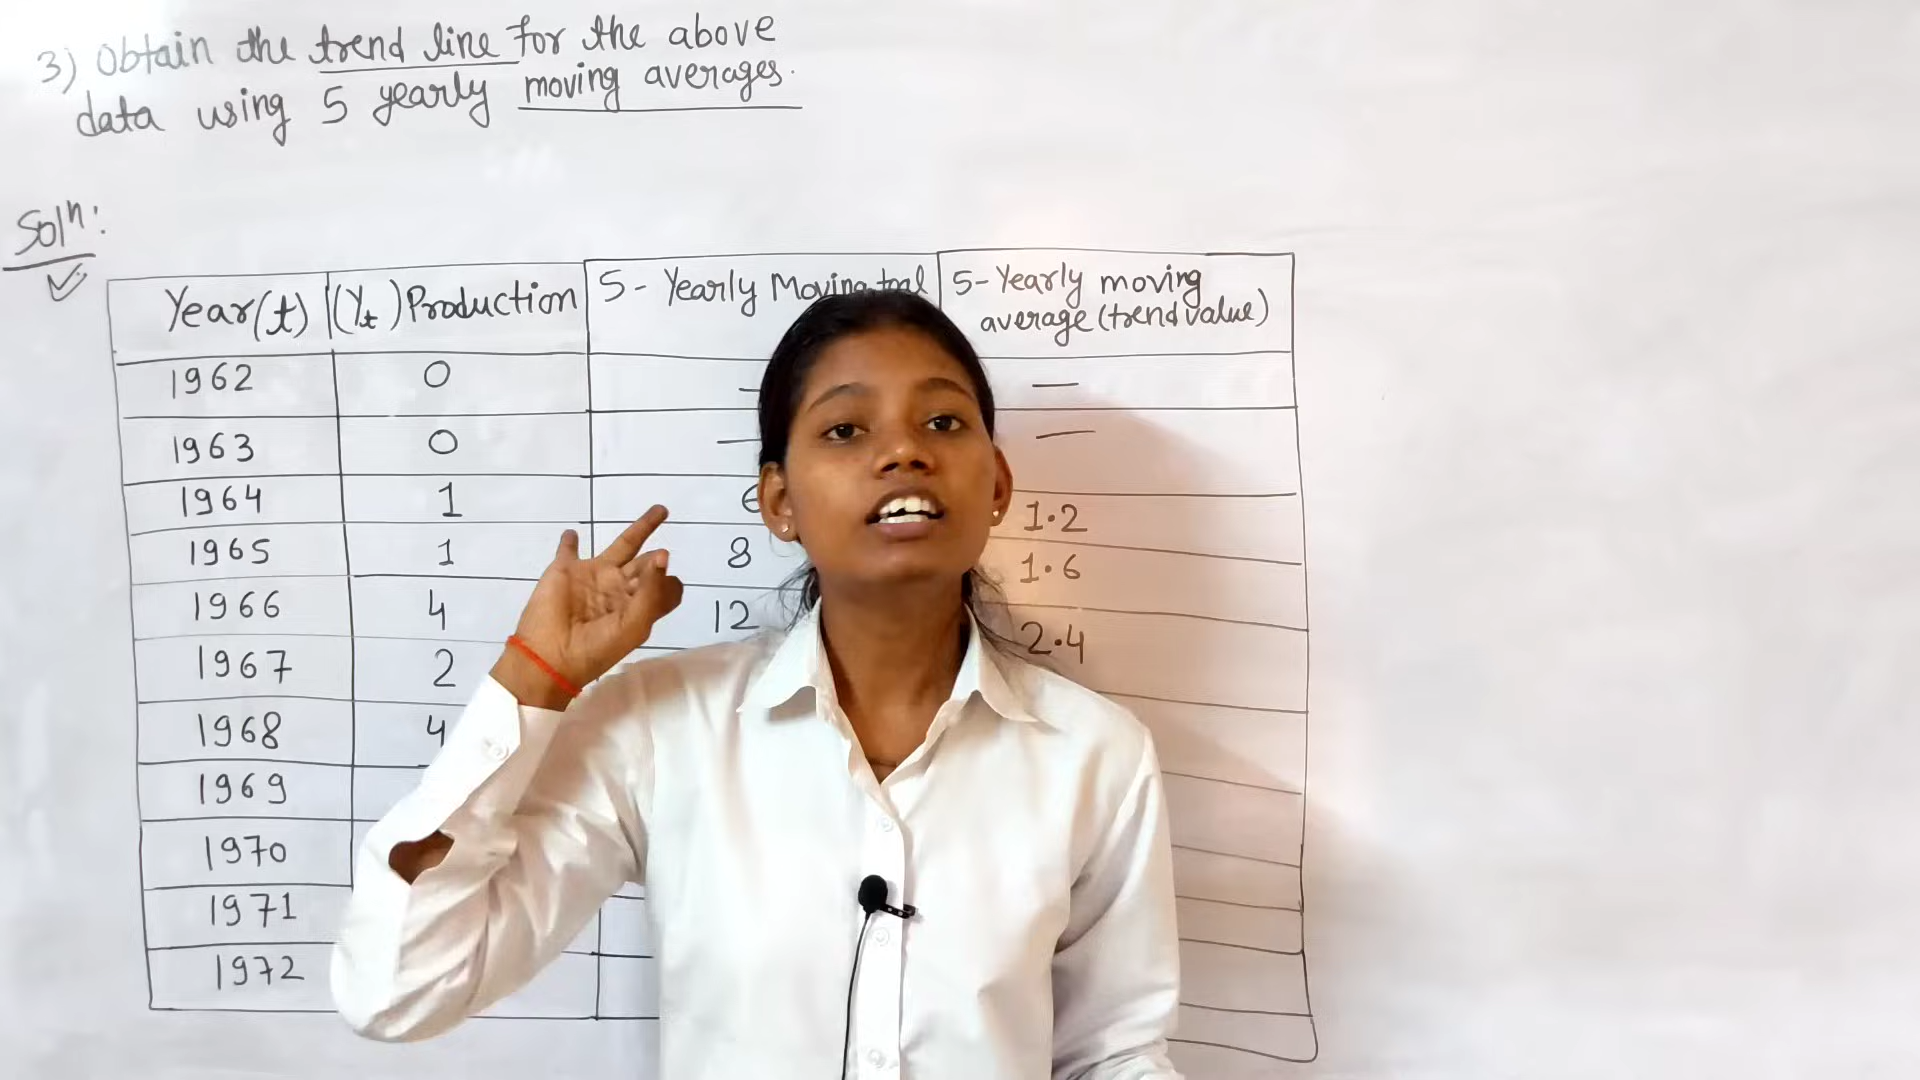 3) Obtain the trend line for the above
data using 5 yearly moving averages.
Soln:
Year(t) (Yt) Production 5- Yearly Moving 5- Yearly moving
average (trend value)
1962 0 — —
1963 0 — —
1964 1 1.2
1965 1 8 1.6
1966 4 12 2.4
1967 2
1968 4
1969
1970
1971
1972